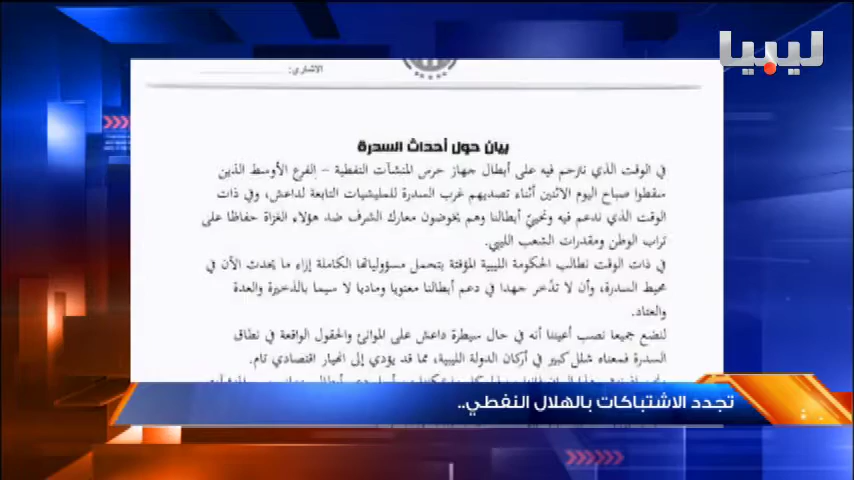 ليبيا
الاشاري:
بيان حول أحداث السدرة
في الوقت الذي نترحم فيه على أبطال جهاز حرس المنشآت النفطية – الفرع الأوسط الذين
سقطوا صباح اليوم الاثنين أثناء تصديهم غرب السدرة للمليشيات التابعة لداعش، وفي ذات
الوقت الذي ندعم فيه ونحيي أبطالنا وهم يخوضون معارك الشرف ضد هؤلاء الغزاة حفاظا على
تراب الوطن ومقدرات الشعب الليبي.
في ذات الوقت نطالب الحكومة الليبية المؤقتة بتحمل مسؤولياتها الكاملة إزاء ما يحدث الآن في
محيط السدرة، وأن لا تدّخر جهدا في دعم أبطالنا معنويا وماديا لا سيما بالذخيرة والعدة
والعتاد.
لنضع جميعا نصب أعيننا أنه في حال سيطرة داعش على الموانئ والحقول الواقعة في نطاق
السدرة فمعناه شلل كبير في أركان الدولة الليبية، مما قد يؤدي إلى انهيار اقتصادي تام.
تجدد الاشتباكات بالهلال النفطي..